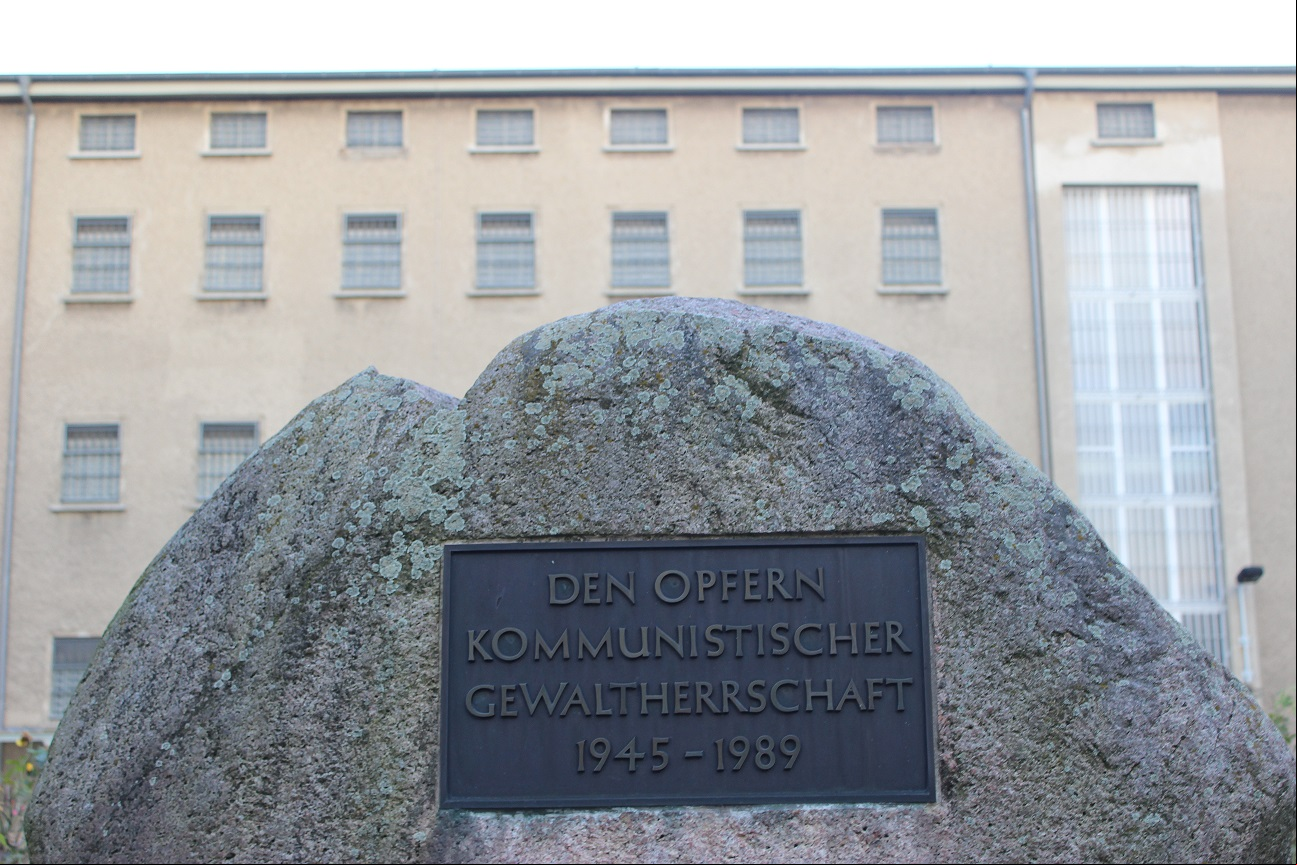 DEN OPFERN
KOMMUNISTISCHER
GEWALTHERRSCHAFT
1945 – 1989